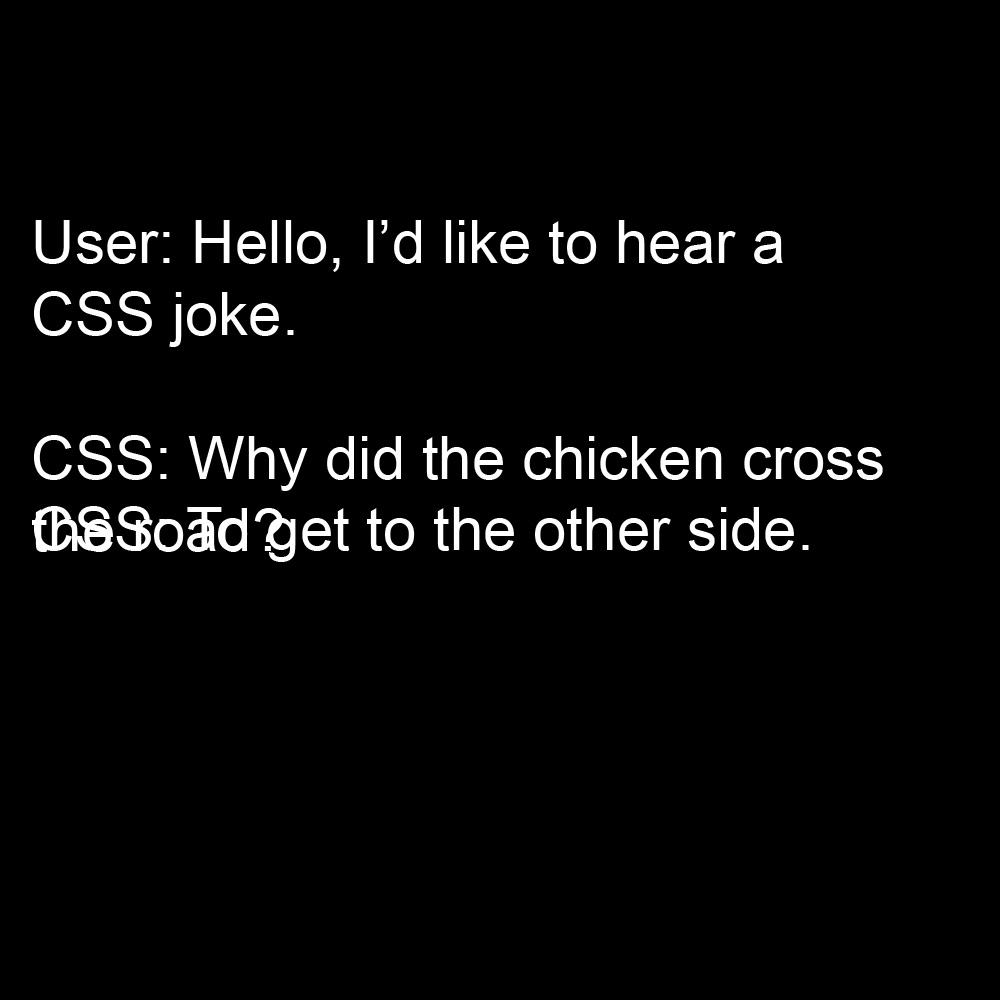 User: Hello, I’d like to hear a
CSS joke.
CSS: Why did the chicken cross
the road?
CSS: To get to the other side.